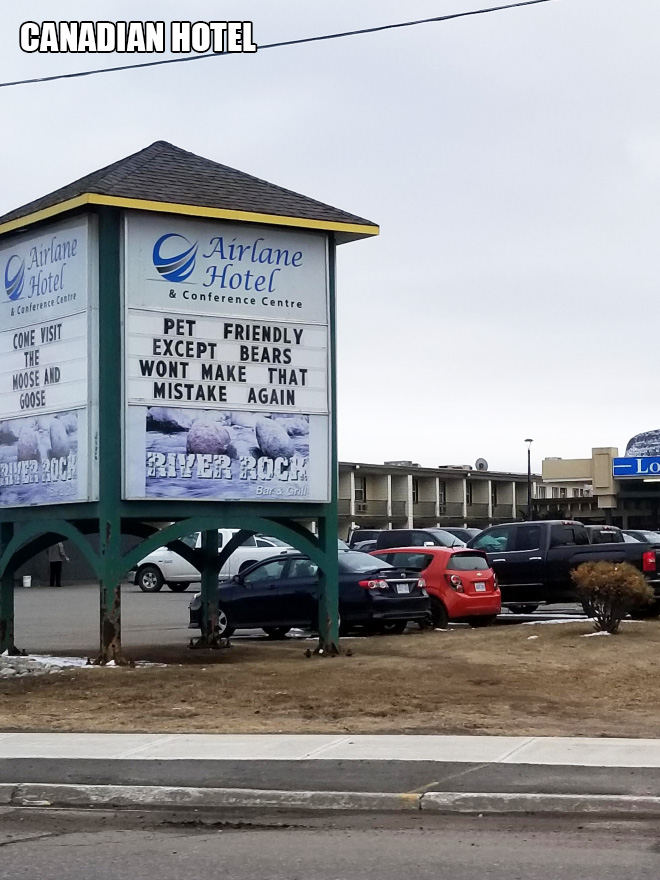 CANADIAN HOTEL
Airlane
Hotel
& Conference Centre
COME VISIT
THE
MOOSE AND
GOOSE
RIVER ROCK
Airlane
Hotel
& Conference Centre
PET FRIENDLY
EXCEPT BEARS
WONT MAKE THAT
MISTAKE AGAIN
RIVER ROCK
Bar & Grill
Lo